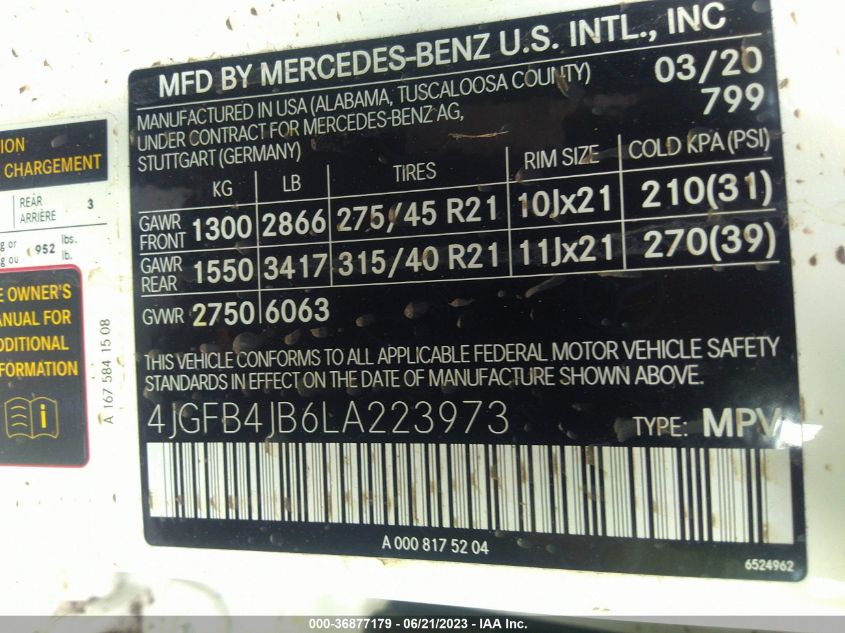 MFD BY MERCEDES-BENZ U.S. INTL., INC
MANUFACTURED IN USA (ALABAMA, TUSCALOOSA COUNTY) 03/20
UNDER CONTRACT FOR MERCEDES-BENZ AG, 799
STUTTGART (GERMANY)
KG LB TIRES RIM SIZE COLD KPA (PSI)
GAWR FRONT 1300 2866 275/45 R21 10Jx21 210(31)
GAWR REAR 1550 3417 315/40 R21 11Jx21 270(39)
GVWR 2750 6063
THIS VEHICLE CONFORMS TO ALL APPLICABLE FEDERAL MOTOR VEHICLE SAFETY
STANDARDS IN EFFECT ON THE DATE OF MANUFACTURE SHOWN ABOVE.
4JGFB4JB6LA223973 TYPE: MPV
A 000 817 52 04
6524962
CHARGEMENT
REAR
ARRIÈRE 3
g or 952 lbs.
g ou lb.
OWNER'S
FOR
A 167 584 15 08
000-36877179 - 06/21/2023 - IAA Inc.